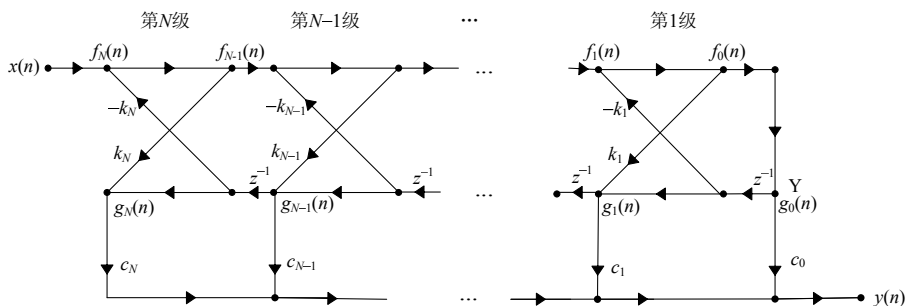 第N级 第N–1级 ... 第1级
x(n) f_N(n) f_{N-1}(n) ... f_1(n) f_0(n)
–k_N –k_{N–1} –k_1
k_N k_{N–1} k_1
z^{-1} z^{-1} ... z^{-1} z^{-1} Y
g_N(n) g_{N–1}(n) g_1(n) g_0(n)
c_N c_{N–1} c_1 c_0
... y(n)